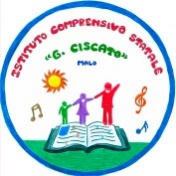 ISTITUTO COMPRENSIVO STATALE
"G. CISCATO"
MALO